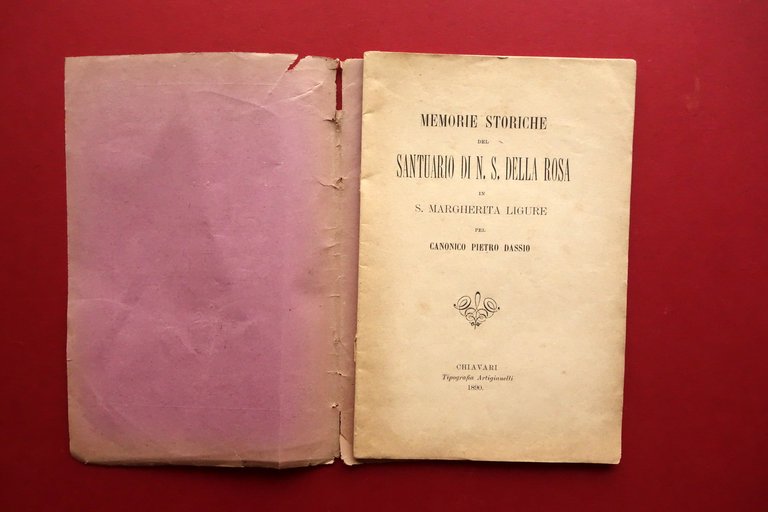 MEMORIE STORICHE
DEL
SANTUARIO DI N. S. DELLA ROSA
IN
S. MARGHERITA LIGURE
PEL
CANONICO PIETRO DASSIO
CHIAVARI
Tipografia Artigianelli
1890.